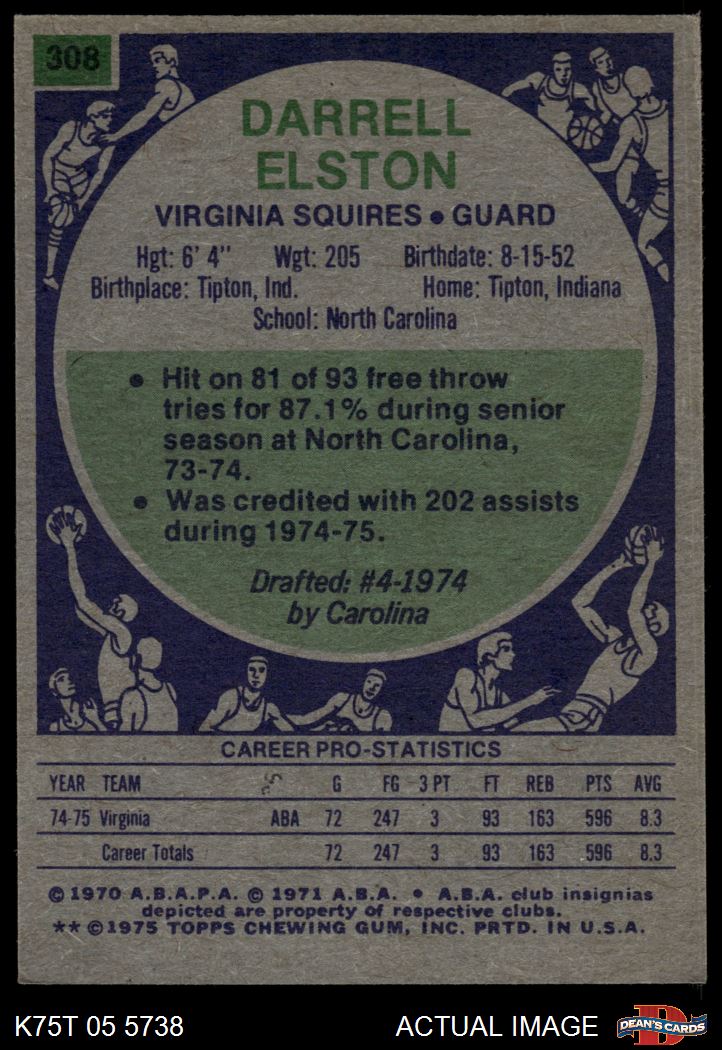 308
DARRELL
ELSTON
VIRGINIA SQUIRES • GUARD
Hgt: 6' 4" Wgt: 205 Birthdate: 8-15-52
Birthplace: Tipton, Ind. Home: Tipton, Indiana
School: North Carolina
• Hit on 81 of 93 free throw
tries for 87.1% during senior
season at North Carolina,
73-74.
• Was credited with 202 assists
during 1974-75.
Drafted: #4-1974
by Carolina
CAREER PRO-STATISTICS
YEAR TEAM G FG 3 PT FT REB PTS AVG
74-75 Virginia ABA 72 247 3 93 163 596 8.3
Career Totals 72 247 3 93 163 596 8.3
© 1970 A.B.A.P.A. © 1971 A.B.A. • A.B.A. club insignias
depicted are property of respective clubs.
** © 1975 TOPPS CHEWING GUM, INC. PRTD. IN U.S.A.
K75T 05 5738 ACTUAL IMAGE D DEAN'S CARDS